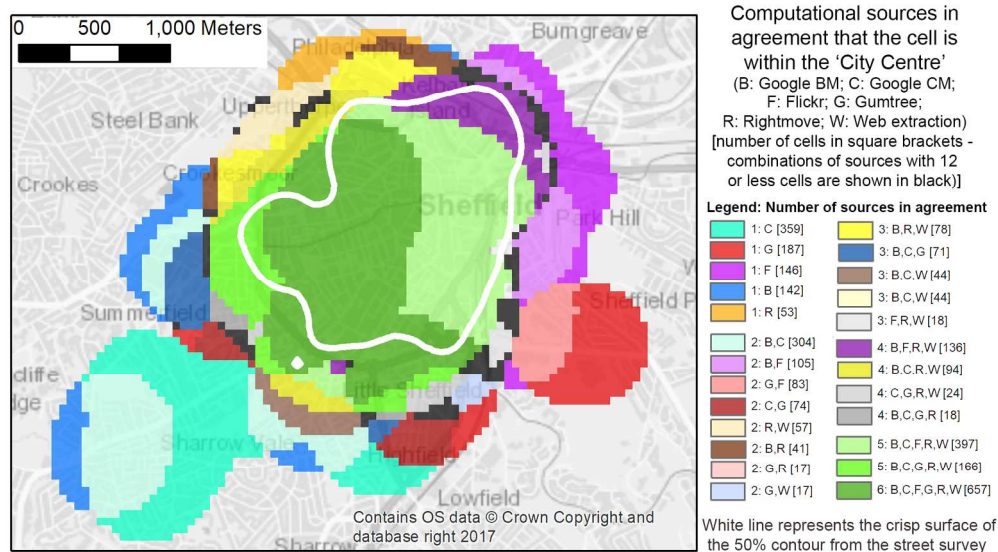 0 500 1,000 Meters
Burngreave
Philadelphia
Kelham
Island
Steel Bank
Crookes
Crookesmoor
Sheffield
Park Hill
Summerfield
Sheffield P
cliffe
dge
Little Sheffield
Sharrow Vale
Highfield
Lowfield
Sharrow
Contains OS data © Crown Copyright and
database right 2017
Computational sources in
agreement that the cell is
within the ‘City Centre’
(B: Google BM; C: Google CM;
F: Flickr; G: Gumtree;
R: Rightmove; W: Web extraction)
[number of cells in square brackets -
combinations of sources with 12
or less cells are shown in black)]
Legend: Number of sources in agreement
1: C [359]
1: G [187]
1: F [146]
1: B [142]
1: R [53]
2: B,C [304]
2: B,F [105]
2: G,F [83]
2: C,G [74]
2: R,W [57]
2: B,R [41]
2: G,R [17]
2: G,W [17]
3: B,R,W [78]
3: B,C,G [71]
3: B,C,W [44]
3: B,C,W [44]
3: F,R,W [18]
4: B,F,R,W [136]
4: B,C,R,W [94]
4: C,G,R,W [24]
4: B,C,G,R [18]
5: B,C,F,R,W [397]
5: B,C,G,R,W [166]
6: B,C,F,G,R,W [657]
White line represents the crisp surface of
the 50% contour from the street survey